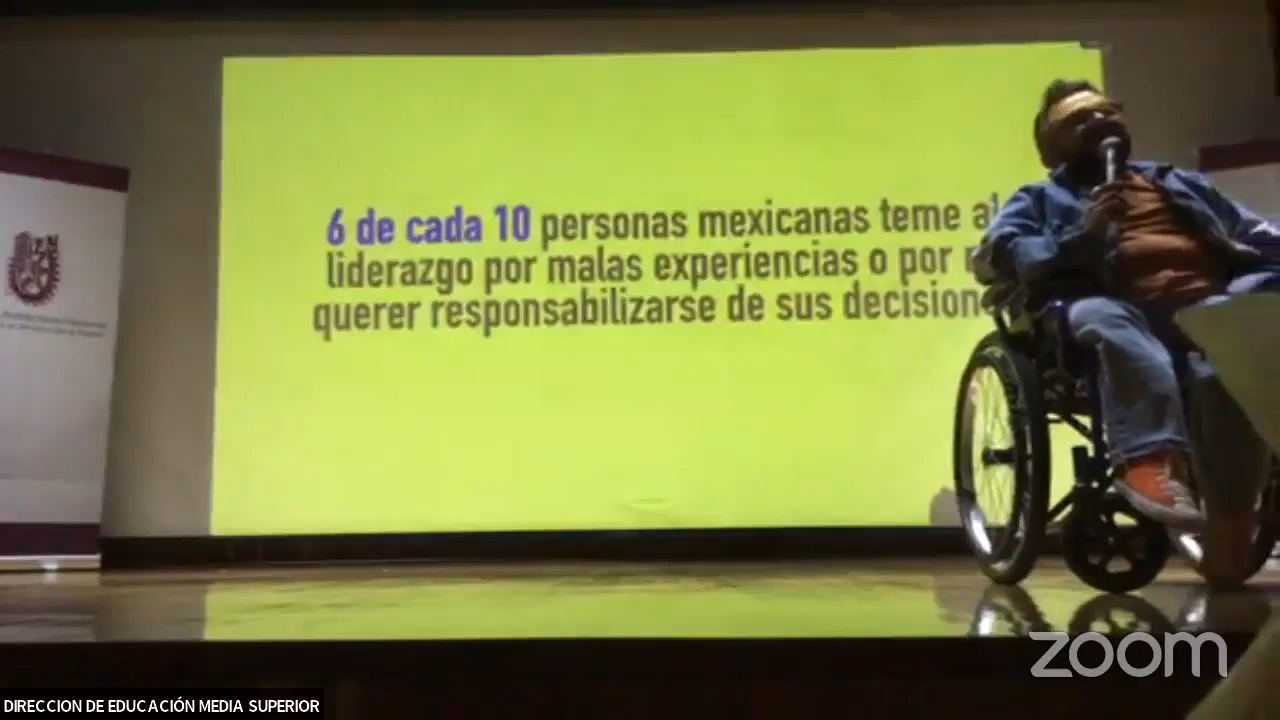 6 de cada 10 personas mexicanas teme al
liderazgo por malas experiencias o por
querer responsabilizarse de sus decision
zoom
DIRECCION DE EDUCACIÓN MEDIA SUPERIOR